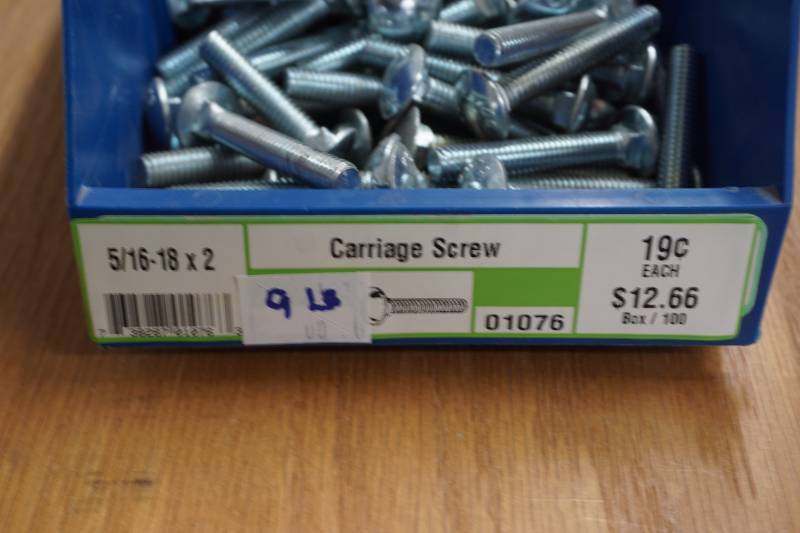 5/16-18 x 2
Carriage Screw
19¢
EACH
$12.66
Box / 100
9 LB
01076